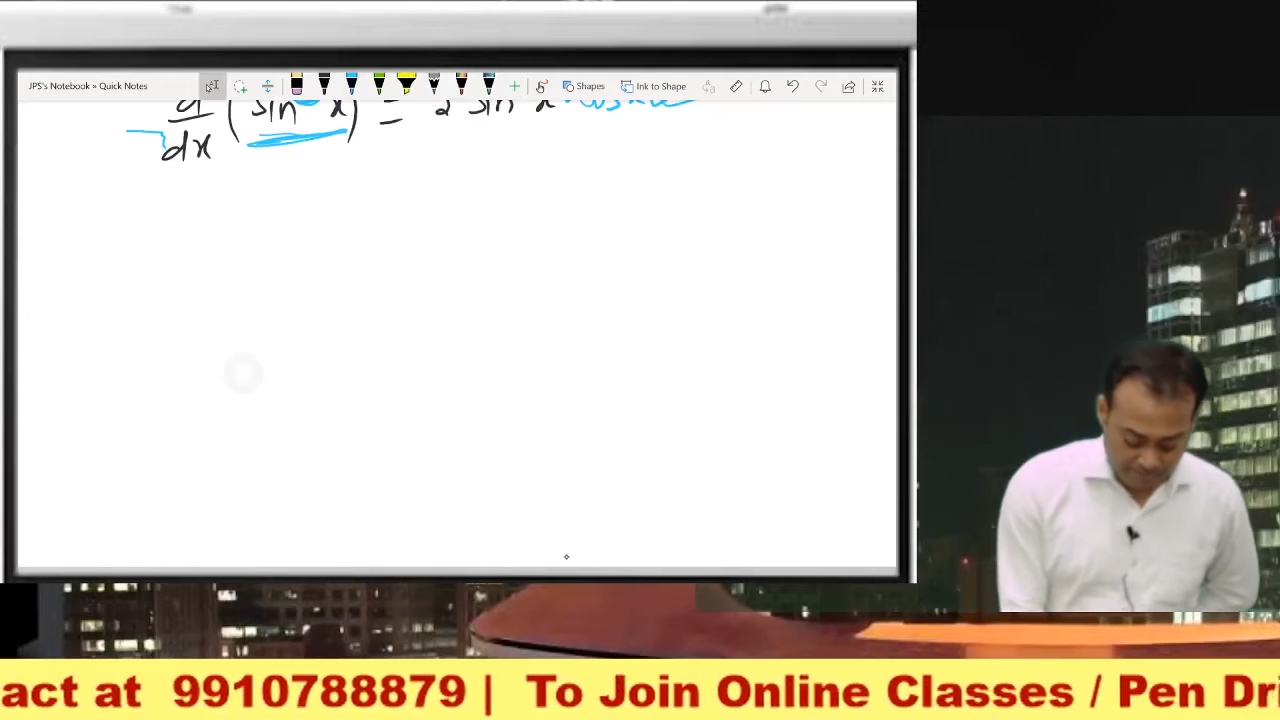 JPS's Notebook » Quick Notes
Shapes
Ink to Shape
d/dx (sin x) = 2 sin x
act at 9910788879 | To Join Online Classes / Pen Dri